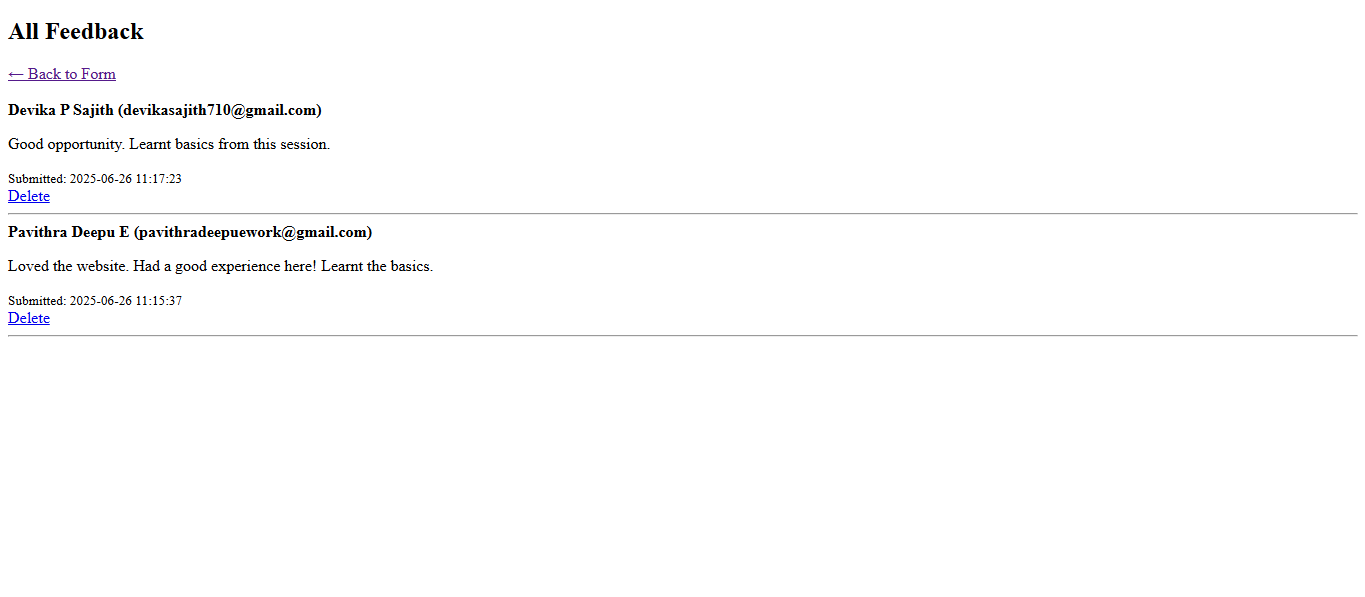 All Feedback
← Back to Form
Devika P Sajith (devikasajith710@gmail.com)
Good opportunity. Learnt basics from this session.
Submitted: 2025-06-26 11:17:23
Delete
Pavithra Deepu E (pavithradeepuework@gmail.com)
Loved the website. Had a good experience here! Learnt the basics.
Submitted: 2025-06-26 11:15:37
Delete